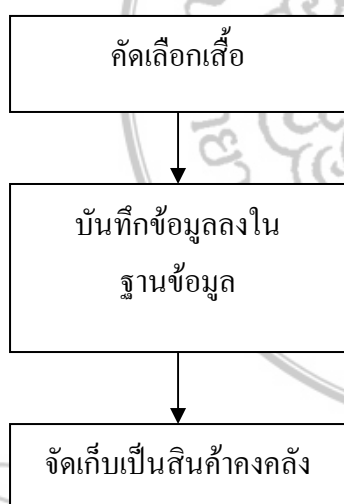 คัดเลือกเสื้อ
บันทึกข้อมูลลงใน
ฐานข้อมูล
จัดเก็บเป็นสินค้าคงคลัง